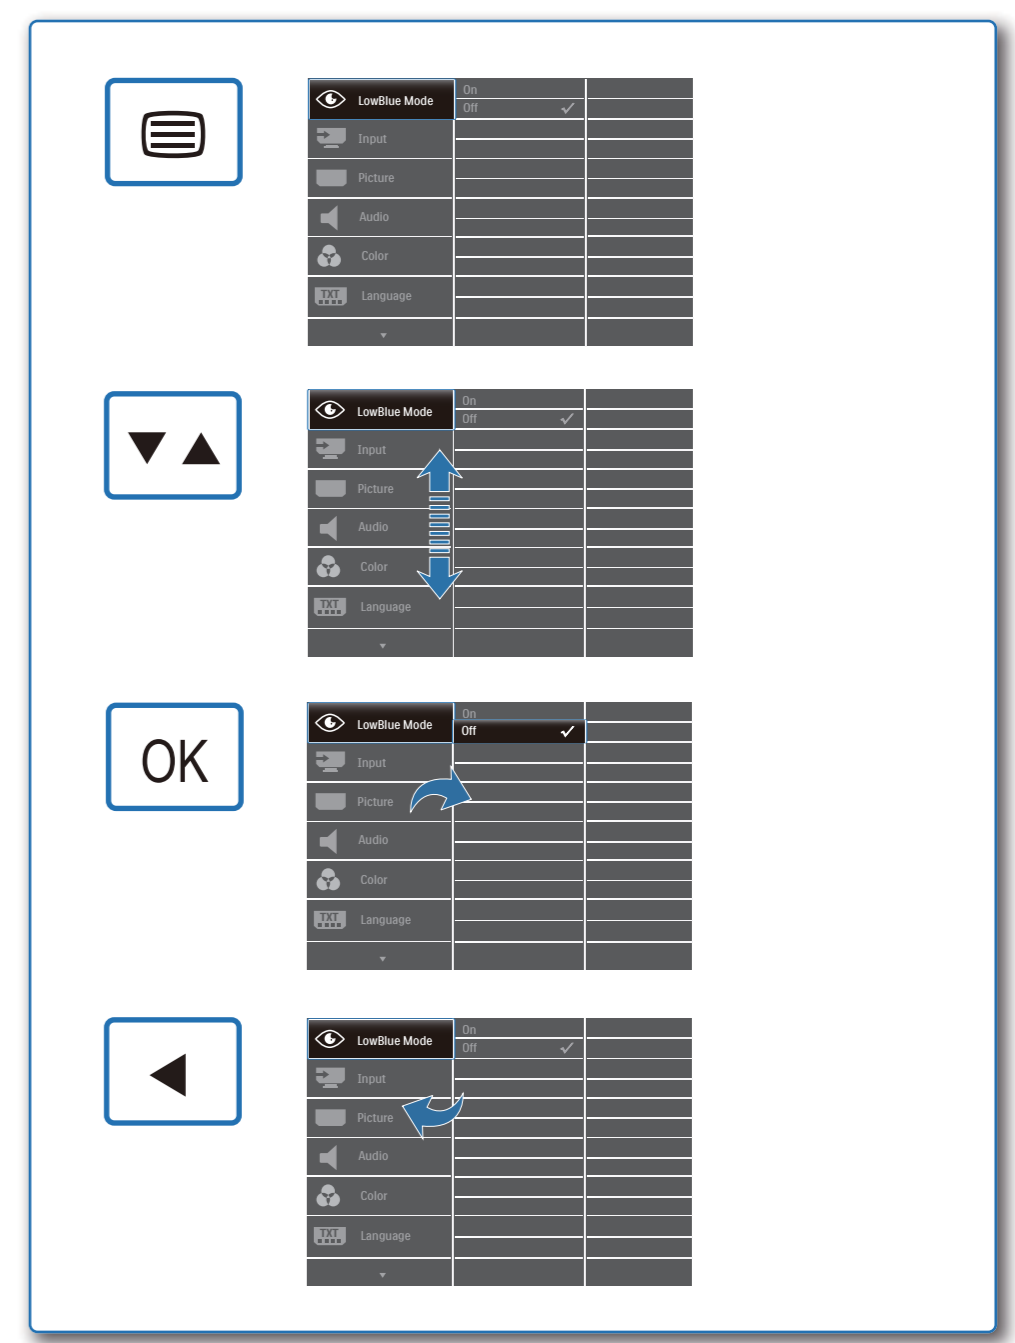 LowBlue Mode
On
Off
Input
Picture
Audio
Color
TXT
Language
LowBlue Mode
On
Off
Input
Picture
Audio
Color
TXT
Language
OK
LowBlue Mode
On
Off
Input
Picture
Audio
Color
TXT
Language
LowBlue Mode
On
Off
Input
Picture
Audio
Color
TXT
Language